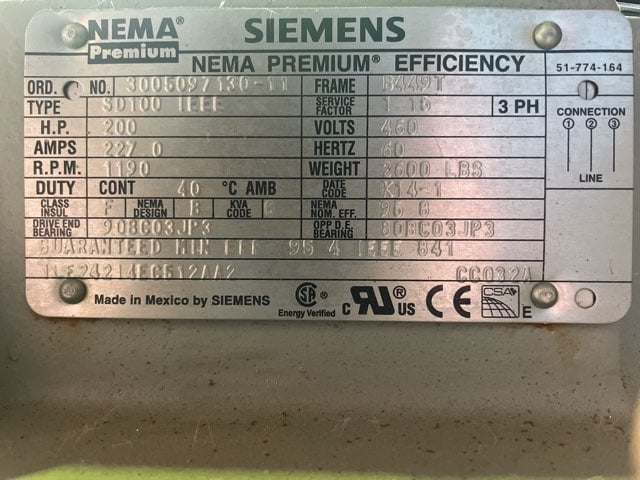 NEMA® Premium SIEMENS
NEMA PREMIUM® EFFICIENCY 51-774-164
ORD. NO. 3005097130-11 FRAME B449T
TYPE SD100 IEEE SERVICE FACTOR 1 15 3 PH
H.P. 200 VOLTS 460
AMPS 227 0 HERTZ 60
R.P.M. 1190 WEIGHT LBS
DUTY CONT 40 °C AMB DATE CODE K14-1
CLASS INSUL F NEMA DESIGN B KVA CODE NEMA NOM. EFF. 95 8
DRIVE END BEARING 90BC03JP3 OPP D.E. BEARING 80BC03JP3
GUARANTEED MIN EFF 95 4 IEEE 841
CC032A
CONNECTION
1 2 3
LINE
Made in Mexico by SIEMENS SA® Energy Verified C UR® US CE CSA E